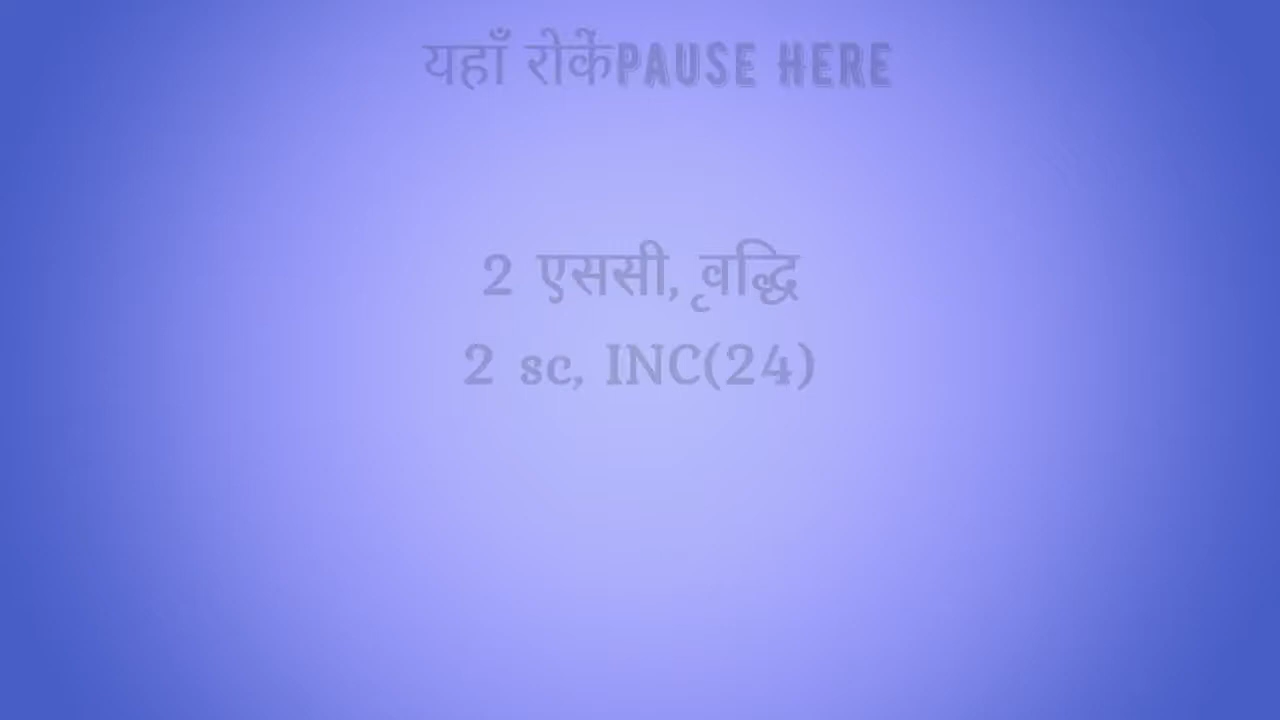 यहाँ रोकेंPAUSE HERE
2 एससी, वृद्धि
2 sc, INC(24)